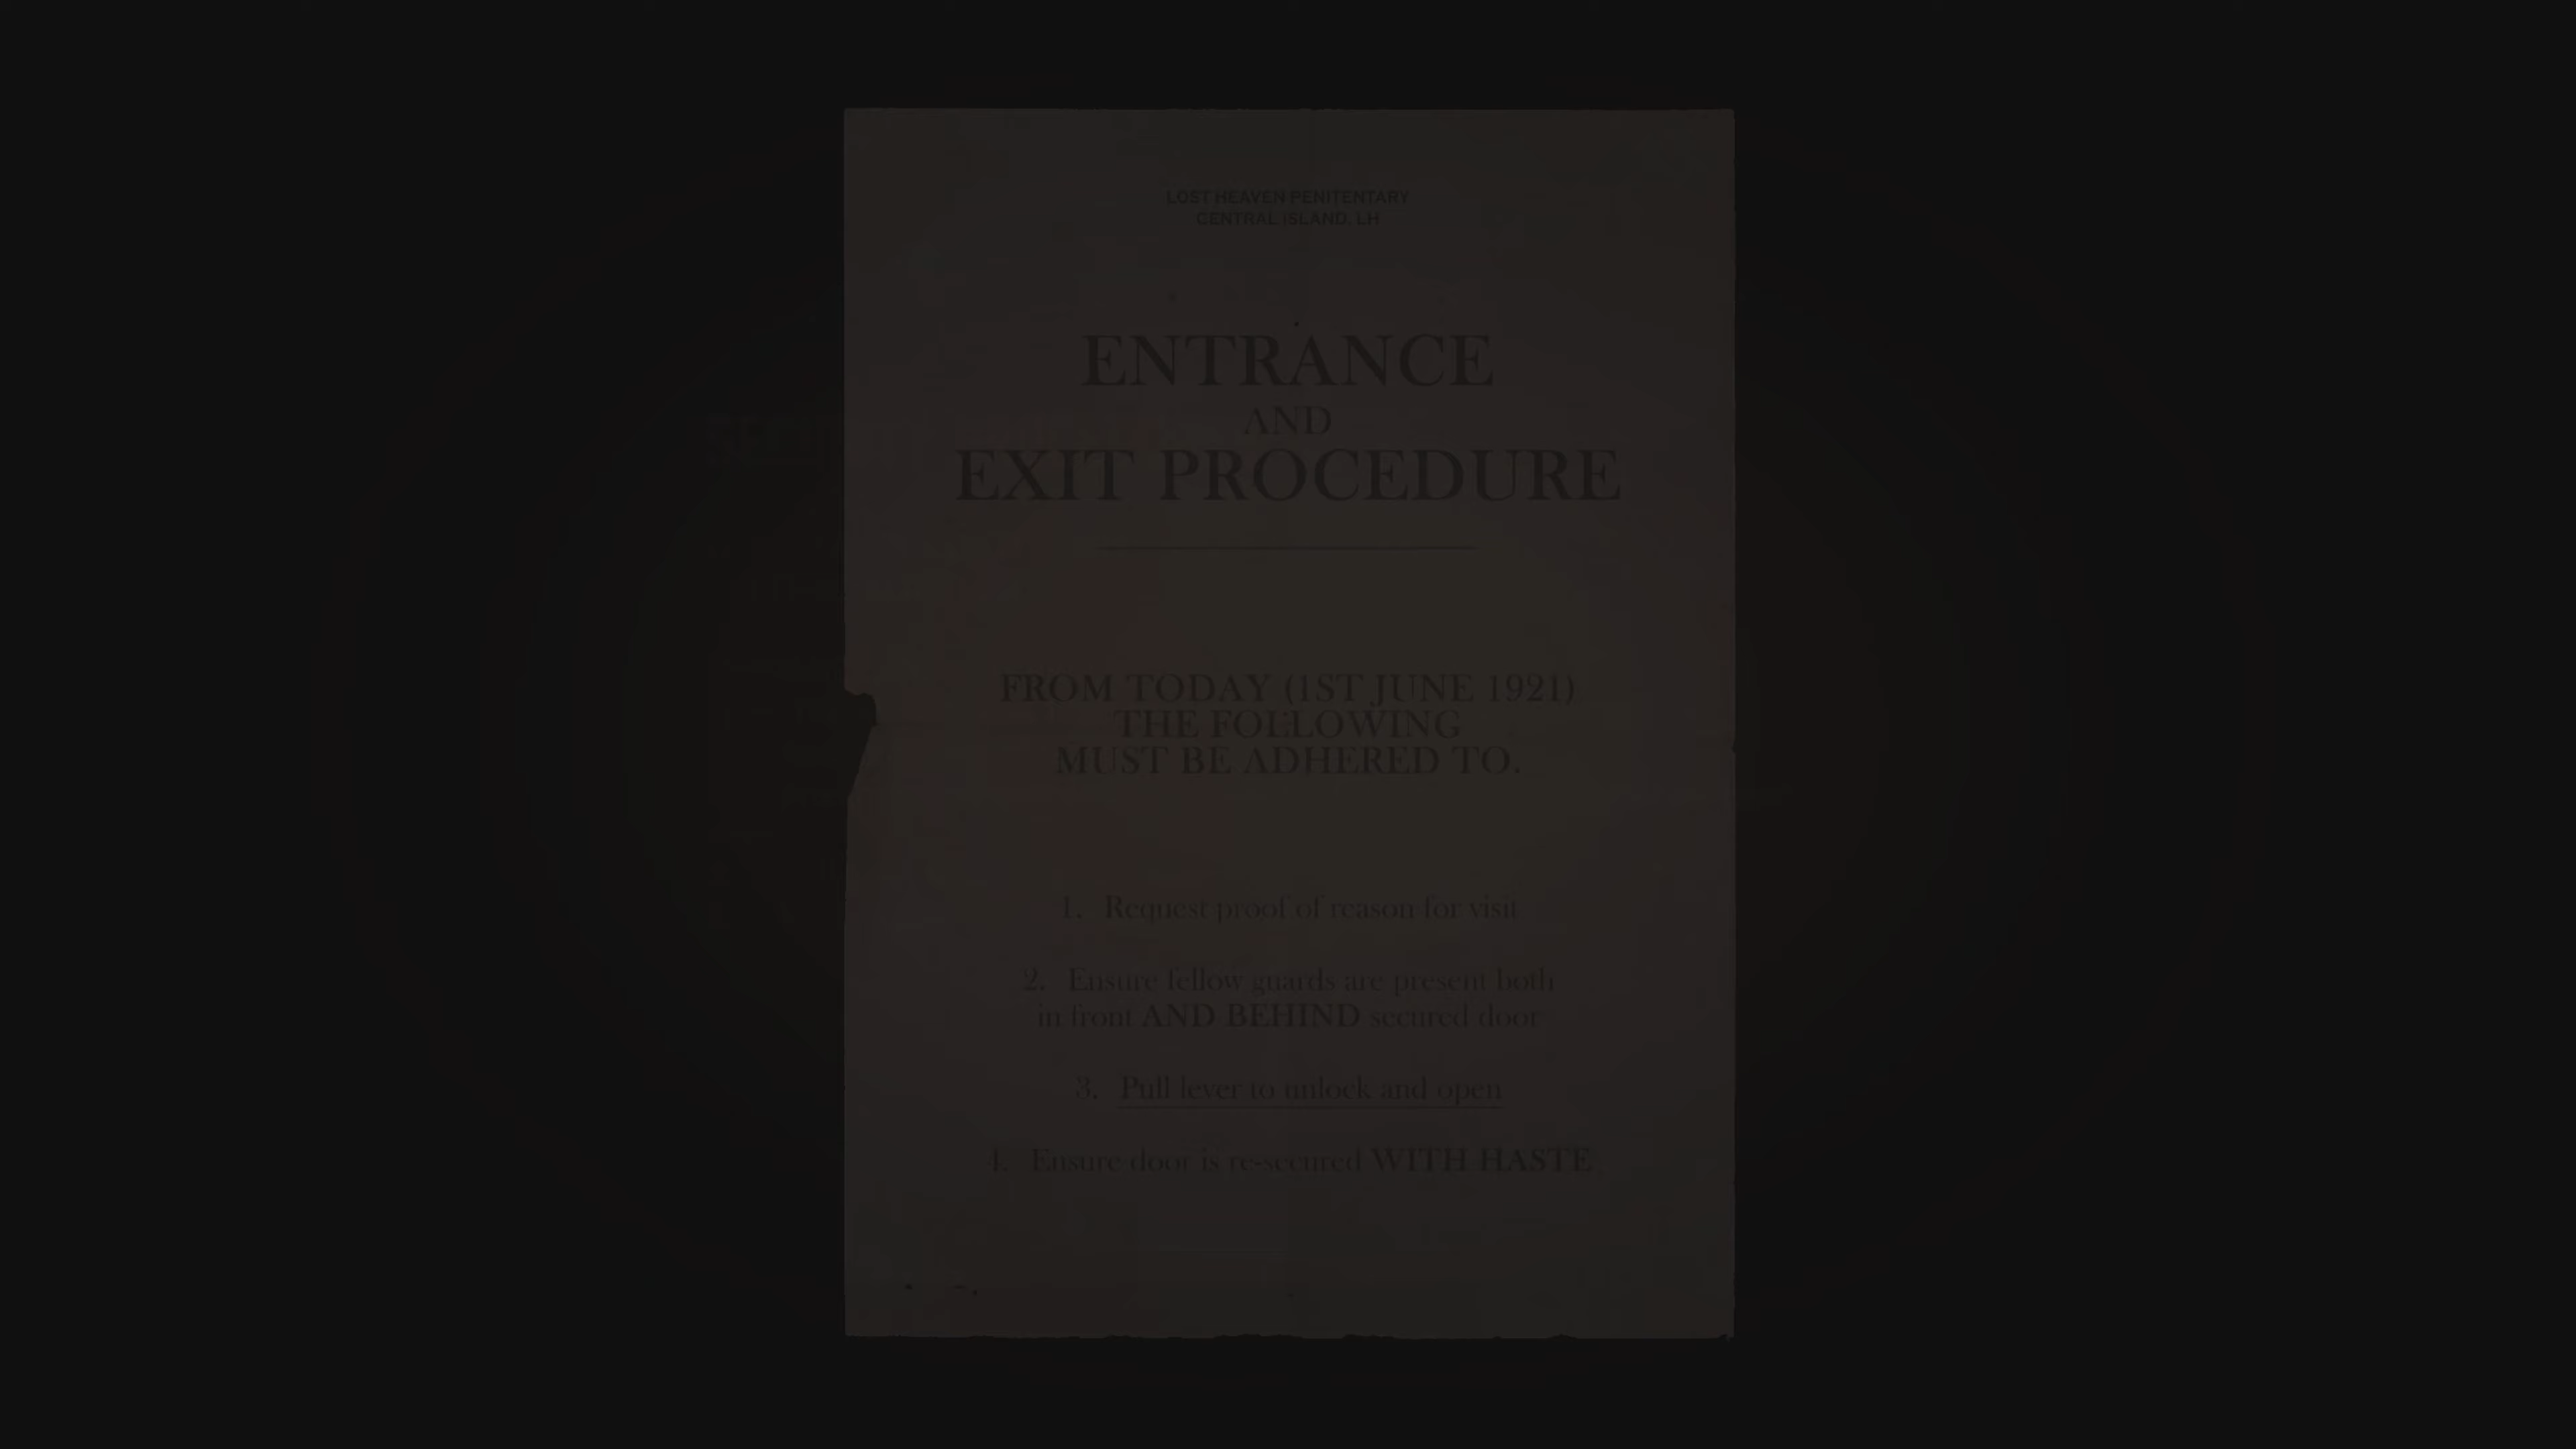 LOST HEAVEN PENITENTARY
CENTRAL ISLAND, LH
ENTRANCE
AND
EXIT PROCEDURE
FROM TODAY (1ST JUNE 1921)
THE FOLLOWING
MUST BE ADHERED TO.
1. Request proof of reason for visit
2. Ensure fellow guards are present both
in front AND BEHIND secured door
3. Pull lever to unlock and open
4. Ensure door is re-secured WITH HASTE